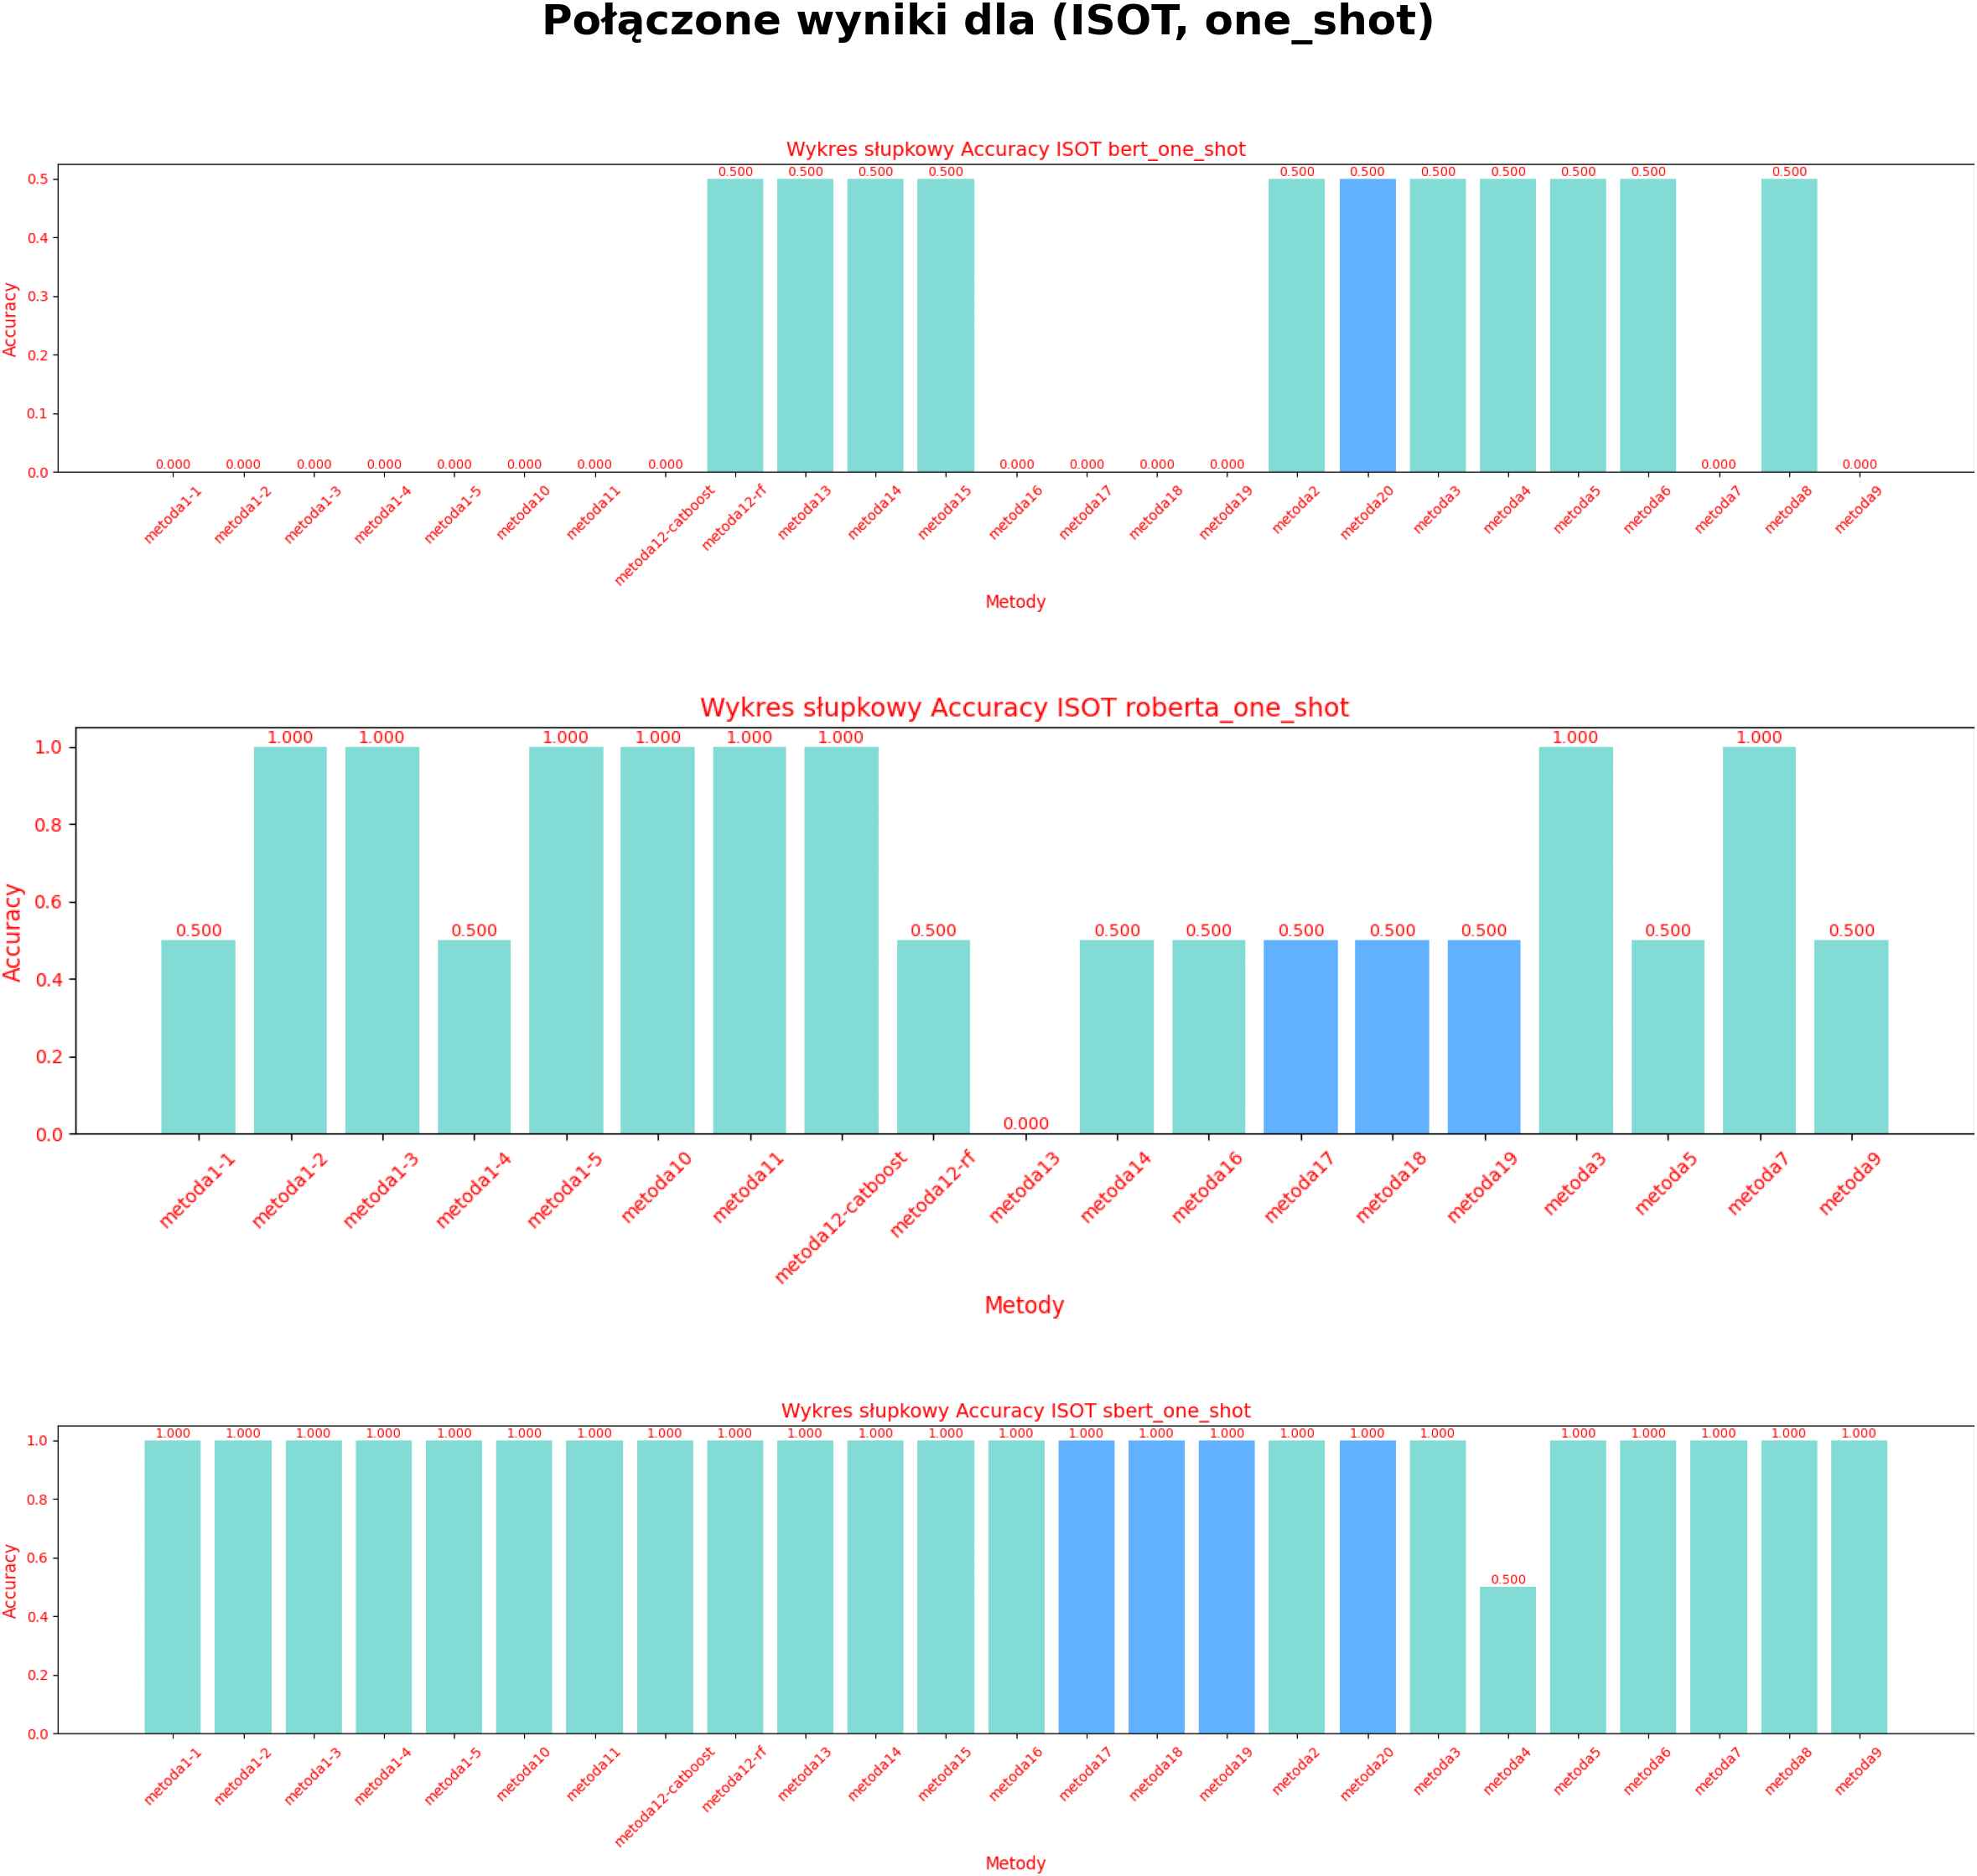 Połączone wyniki dla (ISOT, one_shot)
Wykres słupkowy Accuracy ISOT bert_one_shot
0.500 0.500 0.500 0.500 0.500 0.500 0.500 0.500 0.500 0.500 0.500
0.5
0.4
0.3
0.2
0.1
0.0
Accuracy
0.000 0.000 0.000 0.000 0.000 0.000 0.000 0.000 0.000 0.000 0.000 0.000 0.000 0.000
metoda1-1 metoda1-2 metoda1-3 metoda1-4 metoda1-5 metoda10 metoda11 metoda12-catboost metoda12-rf metoda13 metoda14 metoda15 metoda16 metoda17 metoda18 metoda19 metoda2 metoda20 metoda3 metoda4 metoda5 metoda6 metoda7 metoda8 metoda9
Metody
Wykres słupkowy Accuracy ISOT roberta_one_shot
1.000 1.000 1.000 1.000 1.000 1.000 1.000 1.000
1.0
0.8
0.6
0.500 0.500 0.500 0.500 0.500 0.500 0.500 0.500 0.500 0.500
0.4
0.2
0.000
0.0
Accuracy
metoda1-1 metoda1-2 metoda1-3 metoda1-4 metoda1-5 metoda10 metoda11 metoda12-catboost metoda12-rf metoda13 metoda14 metoda16 metoda17 metoda18 metoda19 metoda3 metoda5 metoda7 metoda9
Metody
Wykres słupkowy Accuracy ISOT sbert_one_shot
1.000 1.000 1.000 1.000 1.000 1.000 1.000 1.000 1.000 1.000 1.000 1.000 1.000 1.000 1.000 1.000 1.000 1.000 1.000 1.000 1.000 1.000 1.000 1.000
1.0
0.8
0.6
0.500
0.4
0.2
0.0
Accuracy
metoda1-1 metoda1-2 metoda1-3 metoda1-4 metoda1-5 metoda10 metoda11 metoda12-catboost metoda12-rf metoda13 metoda14 metoda15 metoda16 metoda17 metoda18 metoda19 metoda2 metoda20 metoda3 metoda4 metoda5 metoda6 metoda7 metoda8 metoda9
Metody